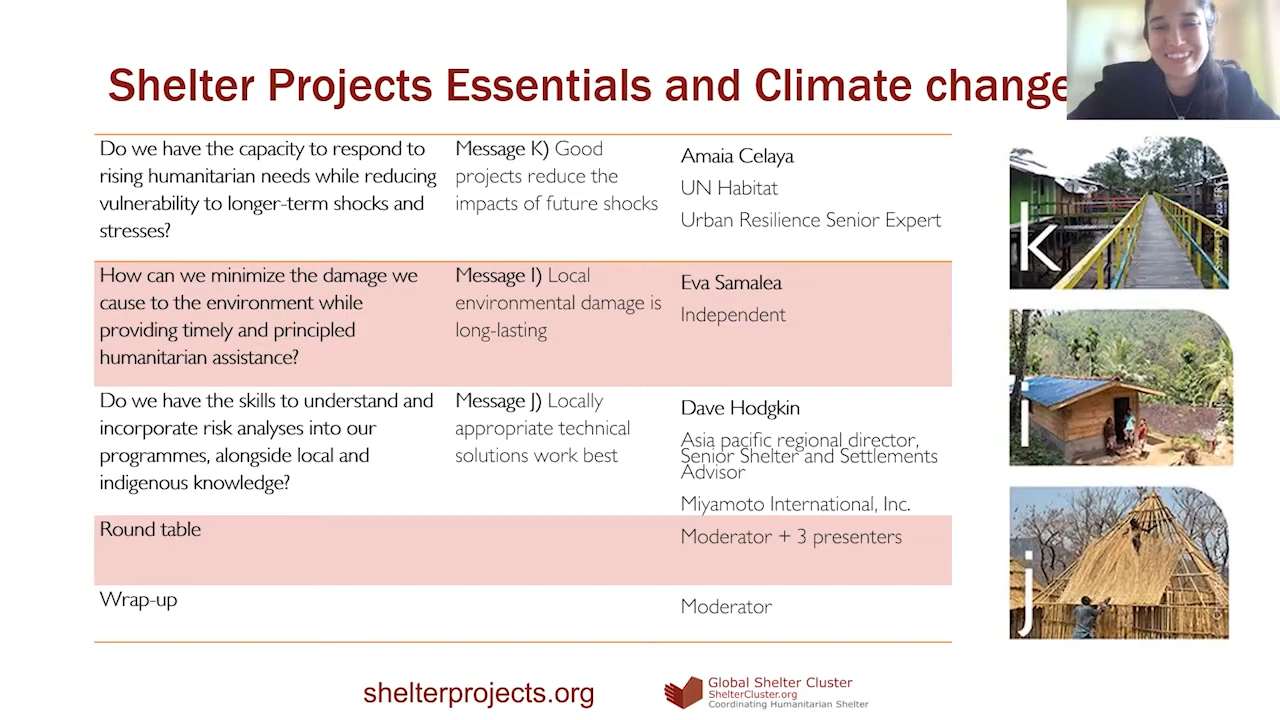 Shelter Projects Essentials and Climate change
Do we have the capacity to respond to
rising humanitarian needs while reducing
vulnerability to longer-term shocks and
stresses?
Message K) Good
projects reduce the
impacts of future shocks
Amaia Celaya
UN Habitat
Urban Resilience Senior Expert
k
How can we minimize the damage we
cause to the environment while
providing timely and principled
humanitarian assistance?
Message I) Local
environmental damage is
long-lasting
Eva Samalea
Independent
i
Do we have the skills to understand and
incorporate risk analyses into our
programmes, alongside local and
indigenous knowledge?
Message J) Locally
appropriate technical
solutions work best
Dave Hodgkin
Asia pacific regional director,
Senior Shelter and Settlements
Advisor
Miyamoto International, Inc.
j
Round table
Moderator + 3 presenters
Wrap-up
Moderator
shelterprojects.org
Global Shelter Cluster
ShelterCluster.org
Coordinating Humanitarian Shelter